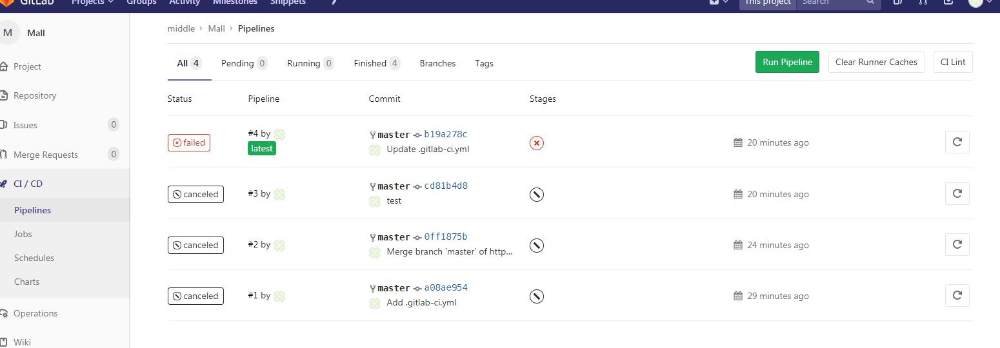 GitLab Projects Groups Activity Milestones Snippets This project Search
M Mall
Project
Repository
Issues 0
Merge Requests 0
CI / CD
Pipelines
Jobs
Schedules
Charts
Operations
Wiki
middle › Mall › Pipelines
All 4 Pending 0 Running 0 Finished 4 Branches Tags Run Pipeline Clear Runner Caches CI Lint
Status Pipeline Commit Stages
failed #4 by latest master b19a278c 20 minutes ago
Update .gitlab-ci.yml
canceled #3 by master cd81b4d8 20 minutes ago
test
canceled #2 by master 0ff1875b 24 minutes ago
Merge branch 'master' of http...
canceled #1 by master a08ae954 29 minutes ago
Add .gitlab-ci.yml